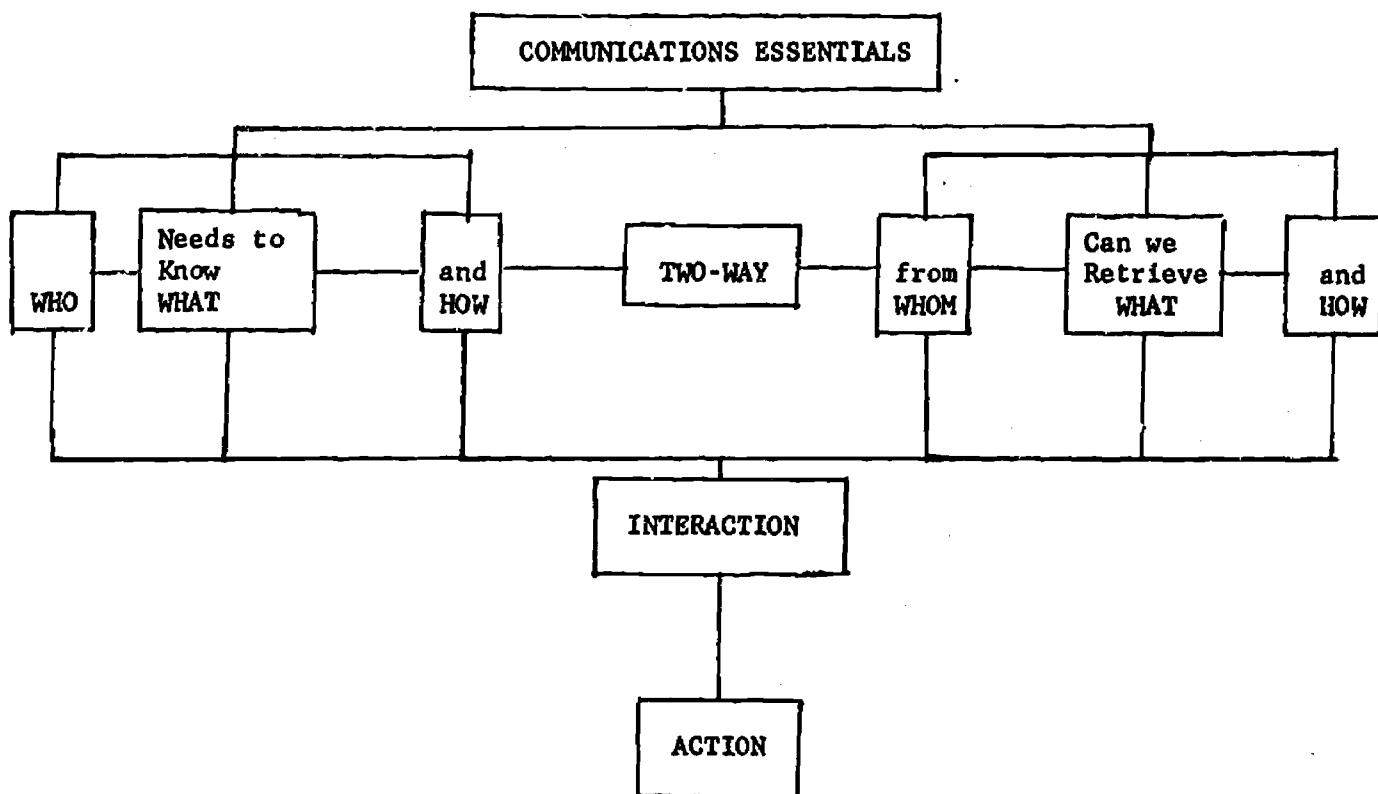 COMMUNICATIONS ESSENTIALS
WHO
Needs to
Know
WHAT
and
HOW
TWO-WAY
from
WHOM
Can we
Retrieve
WHAT
and
HOW
INTERACTION
ACTION